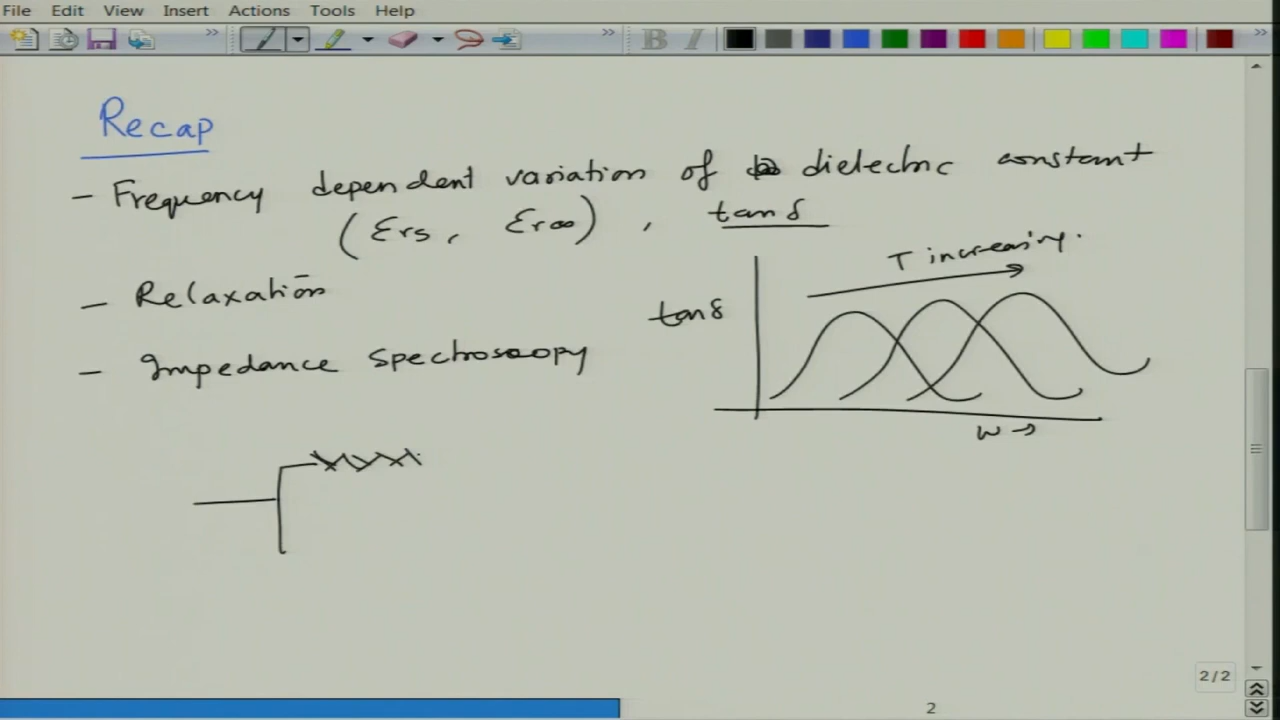 File Edit View Insert Actions Tools Help
Recap
- Frequency dependent variation of dielectric constant
(εrs, εr∞), tan δ
- Relaxation
- Impedance Spectroscopy
T increasing.
tan δ
ω →
2/2
2